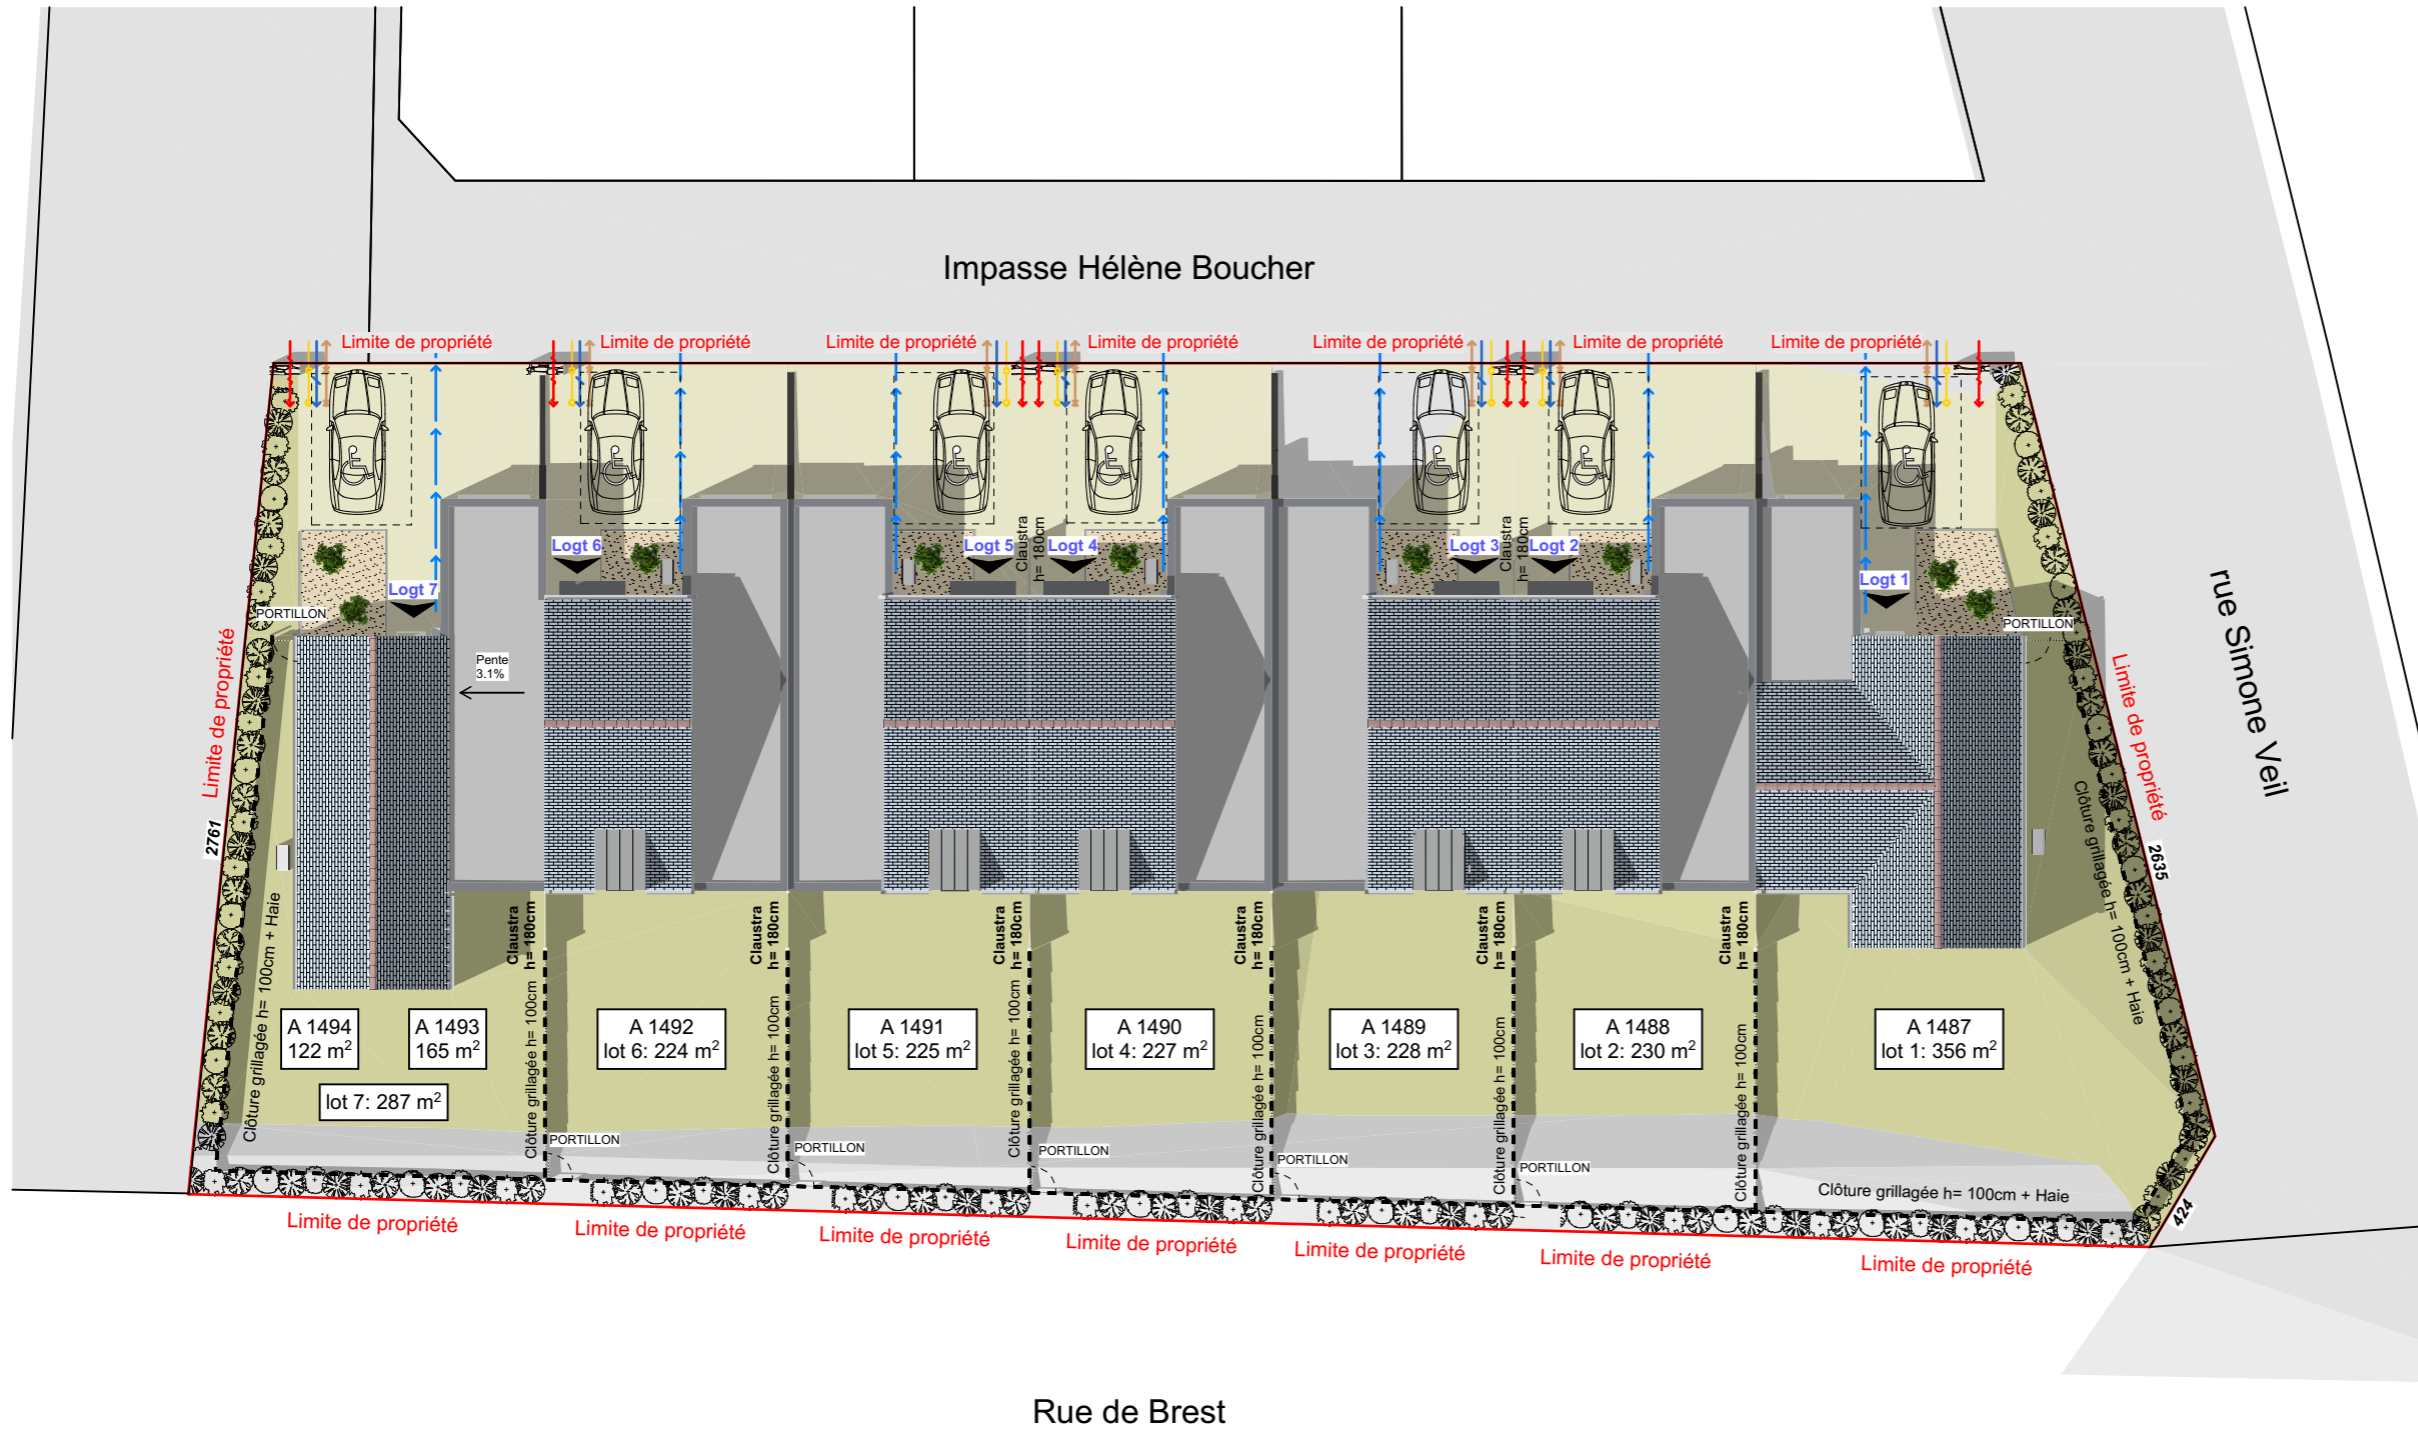 Impasse Hélène Boucher
Limite de propriété
Limite de propriété
Limite de propriété
Limite de propriété
Limite de propriété
Limite de propriété
Limite de propriété
Logt 7
Logt 6
Logt 5
Claustra
h= 180cm
Logt 4
Logt 3
Claustra
h= 180cm
Logt 2
Logt 1
PORTILLON
PORTILLON
Pente
3.1%
Limite de propriété
2761
rue Simone Veil
Limite de propriété
2635
Clôture grillagée h= 100cm + Haie
Clôture grillagée h= 100cm + Haie
Claustra
h= 180cm
Claustra
h= 180cm
Claustra
h= 180cm
Claustra
h= 180cm
Claustra
h= 180cm
Claustra
h= 180cm
Clôture grillagée h= 100cm
Clôture grillagée h= 100cm
Clôture grillagée h= 100cm
Clôture grillagée h= 100cm
Clôture grillagée h= 100cm
Clôture grillagée h= 100cm
A 1494
122 m²
A 1493
165 m²
lot 7: 287 m²
A 1492
lot 6: 224 m²
A 1491
lot 5: 225 m²
A 1490
lot 4: 227 m²
A 1489
lot 3: 228 m²
A 1488
lot 2: 230 m²
A 1487
lot 1: 356 m²
PORTILLON
PORTILLON
PORTILLON
PORTILLON
PORTILLON
Clôture grillagée h= 100cm + Haie
424
Limite de propriété
Limite de propriété
Limite de propriété
Limite de propriété
Limite de propriété
Limite de propriété
Limite de propriété
Rue de Brest